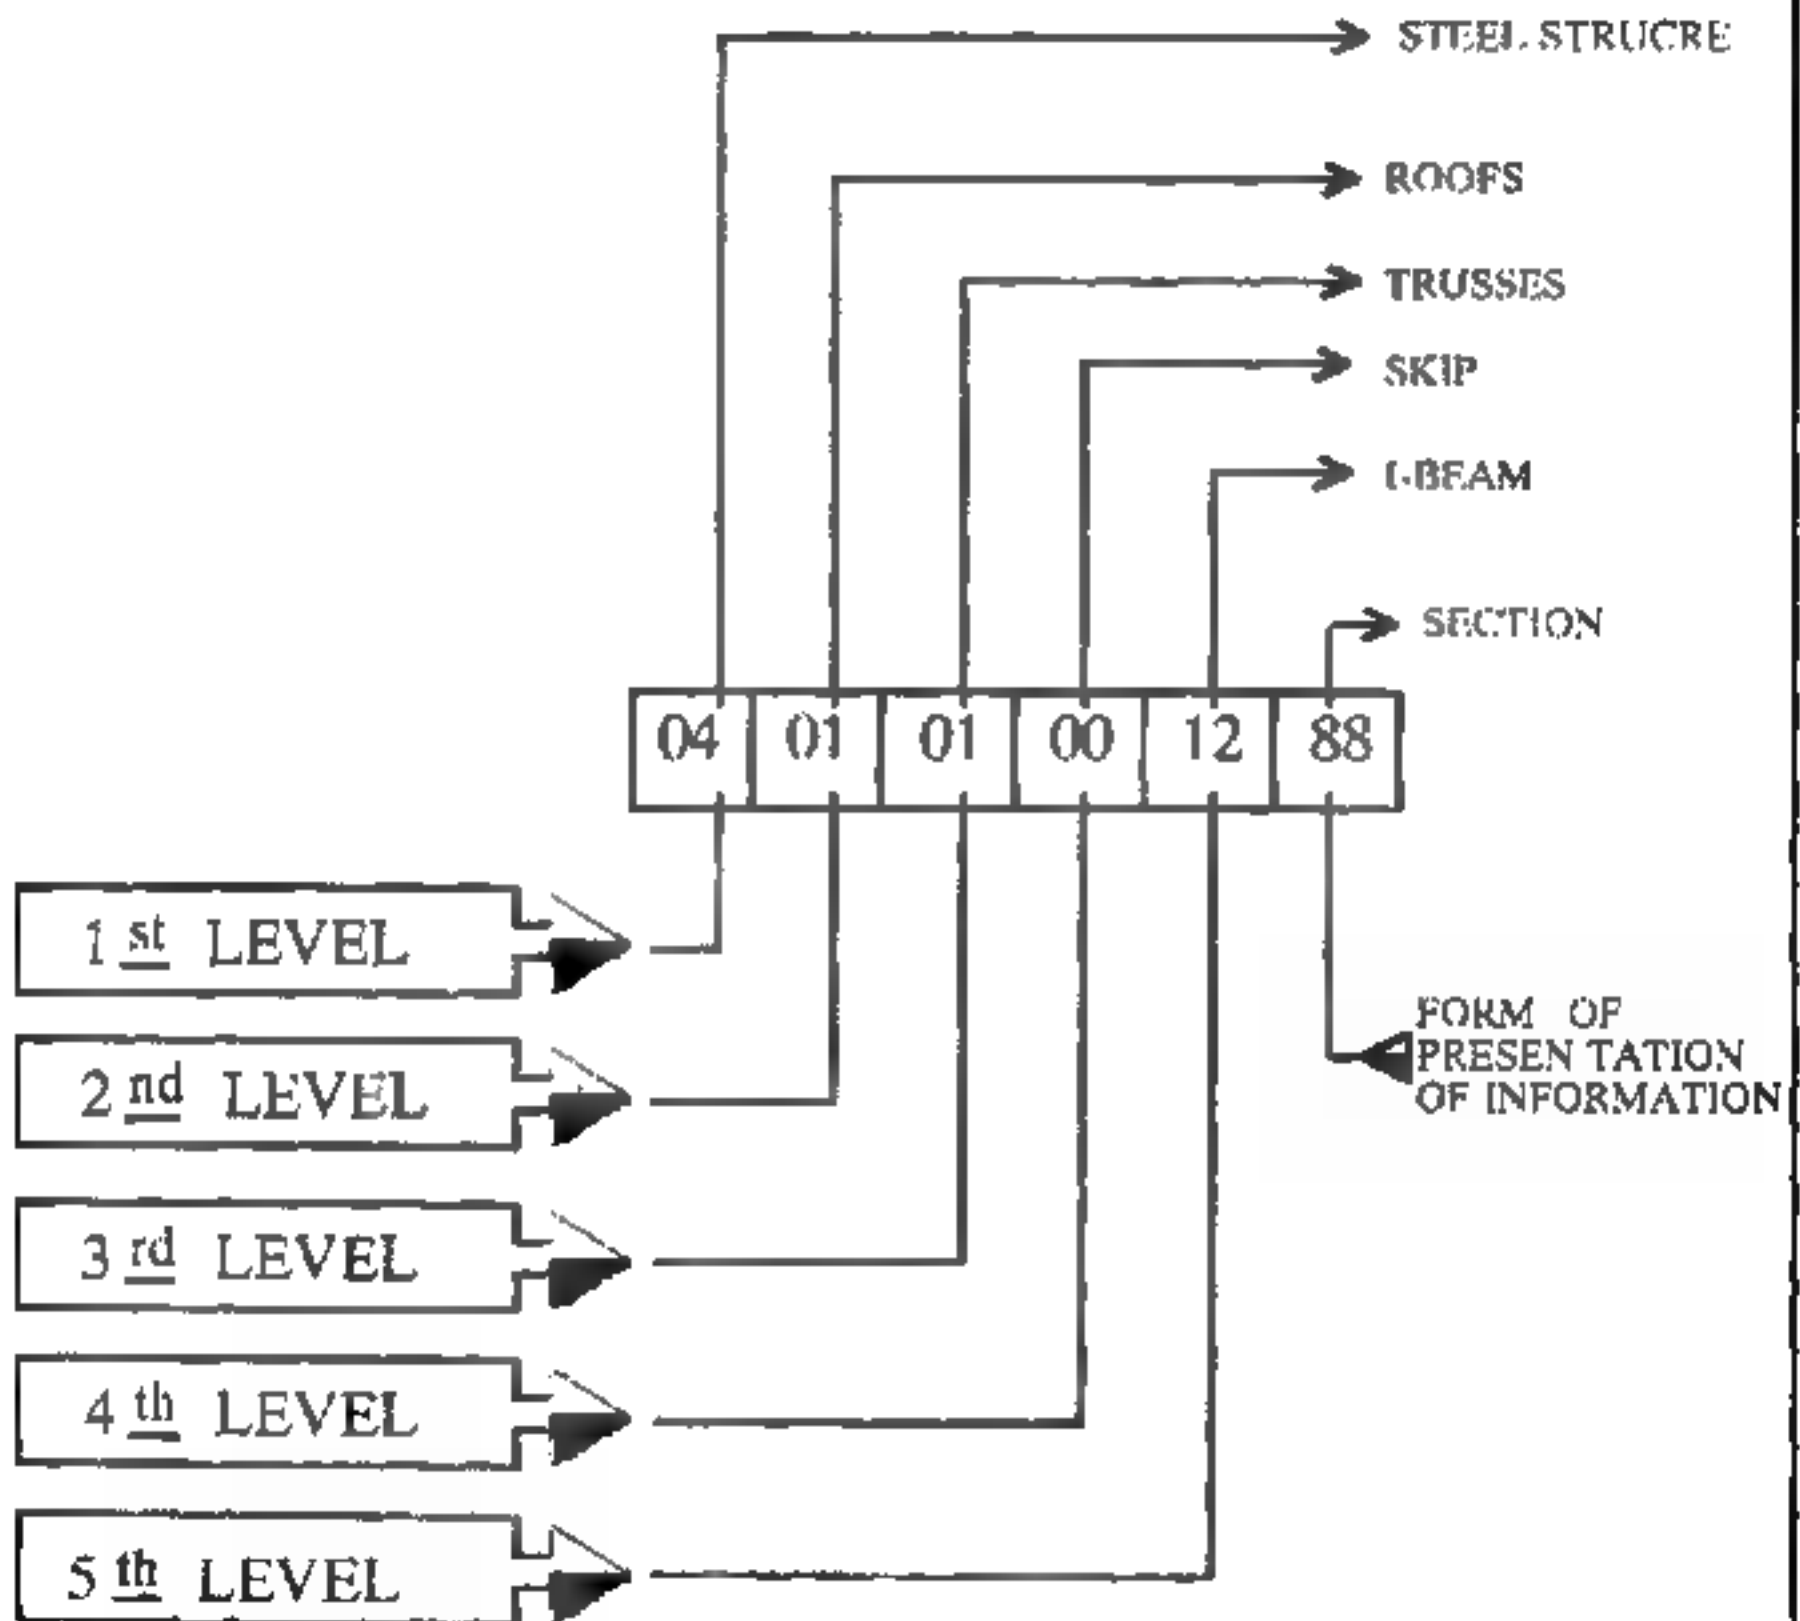 STEEL STRUCRE
ROOFS
TRUSSES
SKIP
I-BEAM
SECTION
04 01 01 00 12 88
1 st LEVEL
2 nd LEVEL
3 rd LEVEL
4 th LEVEL
5 th LEVEL
FORM OF
PRESEN TATION
OF INFORMATION